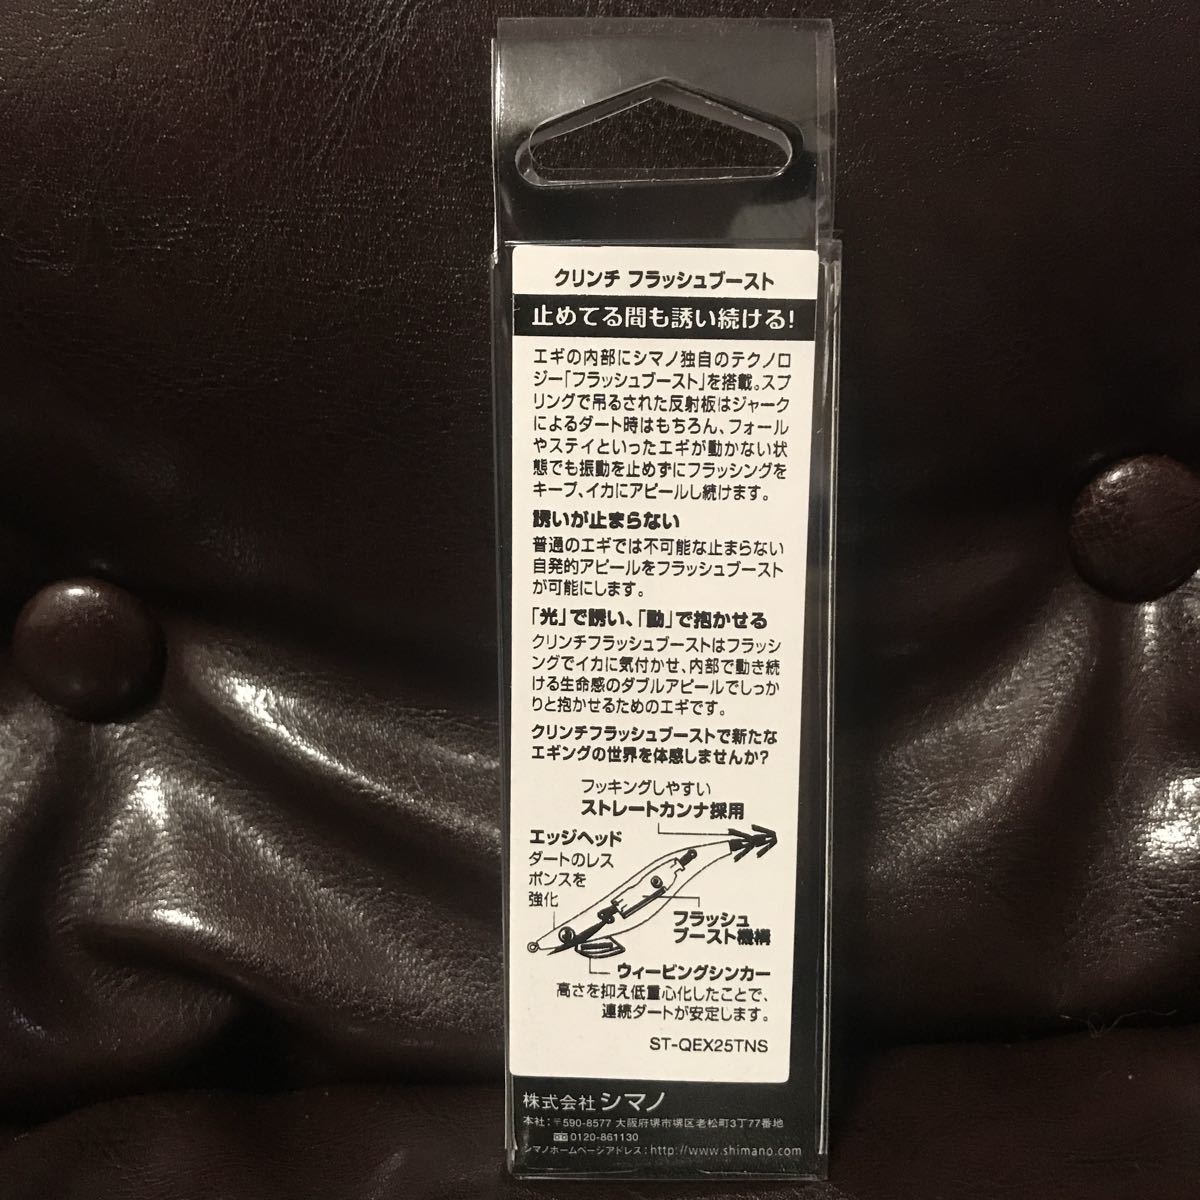 クリンチ フラッシュブースト
止めてる間も誘い続ける!
エギの内部にシマノ独自のテクノロ
ジー「フラッシュブースト」を搭載。スプ
リングで吊るされた反射板はジャーク
によるダート時はもちろん、フォール
やステイといったエギが動かない状
態でも振動を止めずにフラッシングを
キープ、イカにアピールし続けます。
誘いが止まらない
普通のエギでは不可能な止まらない
自発的アピールをフラッシュブースト
が可能にします。
「光」で誘い、「動」で抱かせる
クリンチフラッシュブーストはフラッシ
ングでイカに気付かせ、内部で動き続
ける生命感のダブルアピールでしっか
りと抱かせるためのエギです。
クリンチフラッシュブーストで新たな
エギングの世界を体感しませんか?
フッキングしやすい
ストレートカンナ採用
エッジヘッド
ダートのレス
ポンスを
強化
フラッシュ
ブースト機構
ウィービングシンカー
高さを抑え低重心化したことで、
連続ダートが安定します。
ST-QEX25TNS
株式会社シマノ
本社:〒590-8577 大阪府堺市堺区老松町3丁77番地
0120-861130
シマノホームページアドレス:http://www.shimano.com